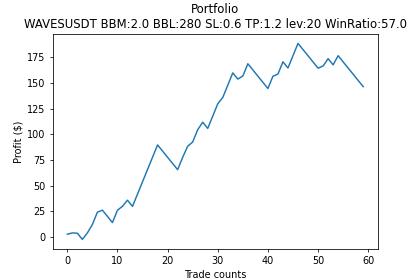 Portfolio
WAVESUSDT BBM:2.0 BBL:280 SL:0.6 TP:1.2 lev:20 WinRatio:57.0
175
150
125
100
75
50
25
0
Profit ($)
0 10 20 30 40 50 60
Trade counts